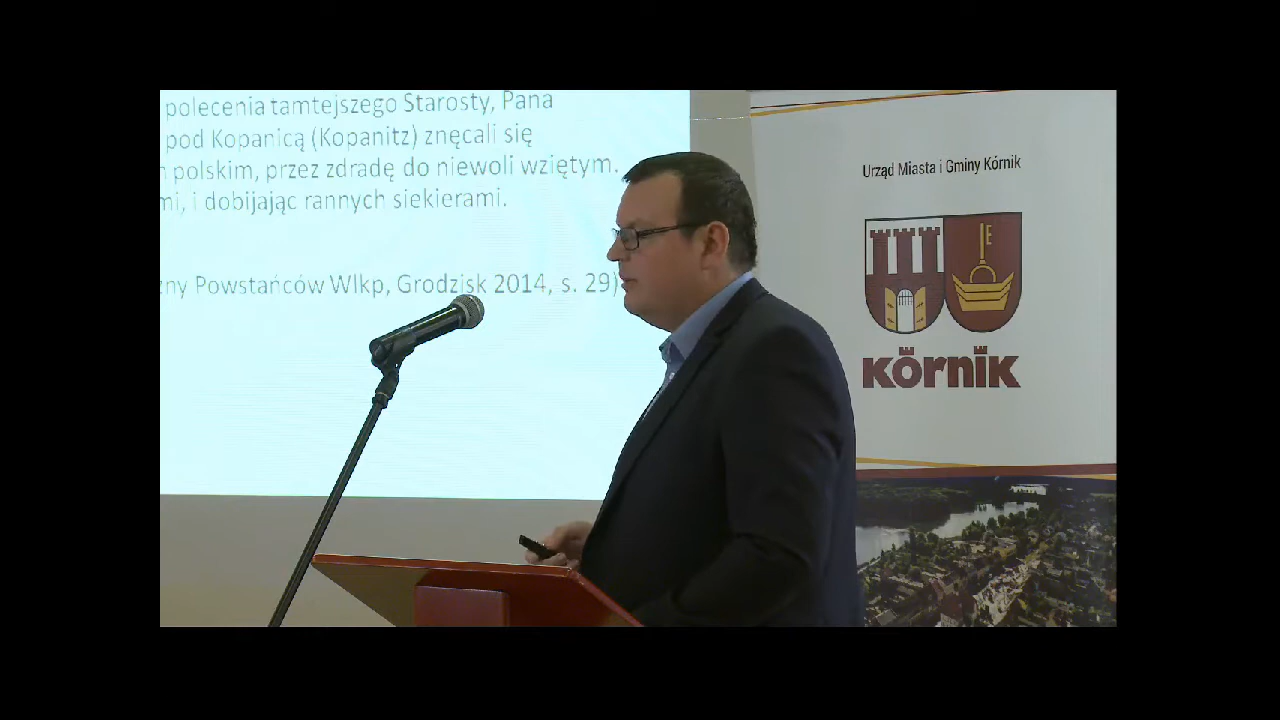 polecenia tamtejszego Starosty, Pana
pod Kopanicą (Kopanitz) znęcali się
polskim, przez zdradę do niewoli wziętym.
mi, i dobijając rannych siekierami.
zny Powstańców Wlkp, Grodzisk 2014, s. 29)
Urząd Miasta i Gminy Kórnik
E
KÓRNIK